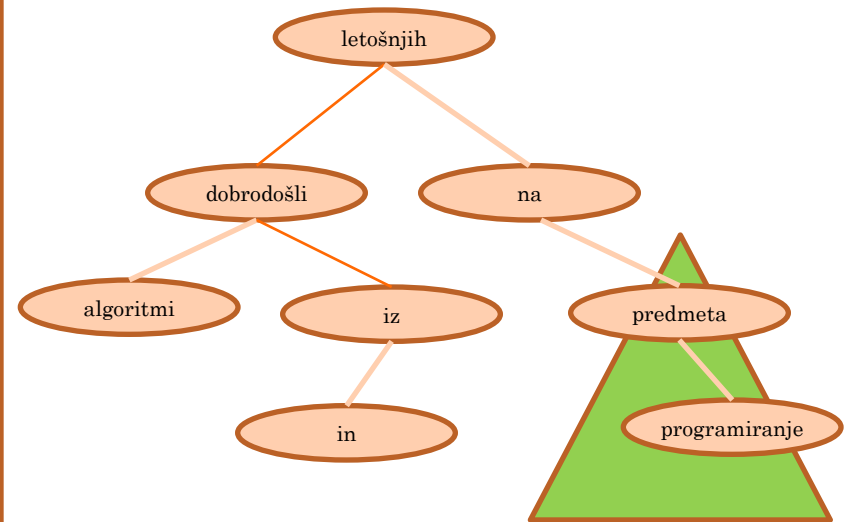 letošnjih
dobrodošli
na
algoritmi
iz
predmeta
in
programiranje